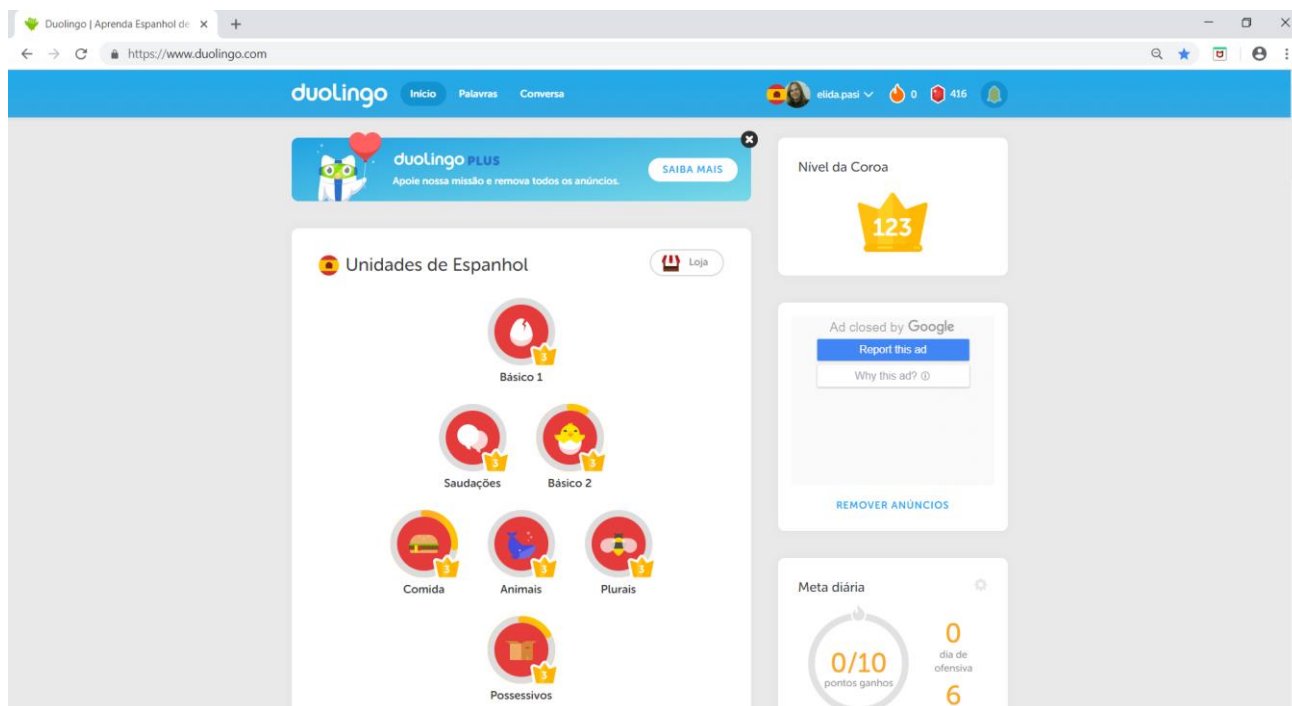 Duolingo | Aprenda Espanhol de
https://www.duolingo.com
duolingo Início Palavras Conversa elida.pasi 0 416
duolingo PLUS
Apoie nossa missão e remova todos os anúncios.
SAIBA MAIS
Unidades de Espanhol
Loja
3
Básico 1
3
3
Saudações Básico 2
3
3
3
Comida Animais Plurais
3
Possessivos
Nível da Coroa
123
Ad closed by Google
Report this ad
Why this ad?
REMOVER ANÚNCIOS
Meta diária
0/10
pontos ganhos
0
dia de
ofensiva
6